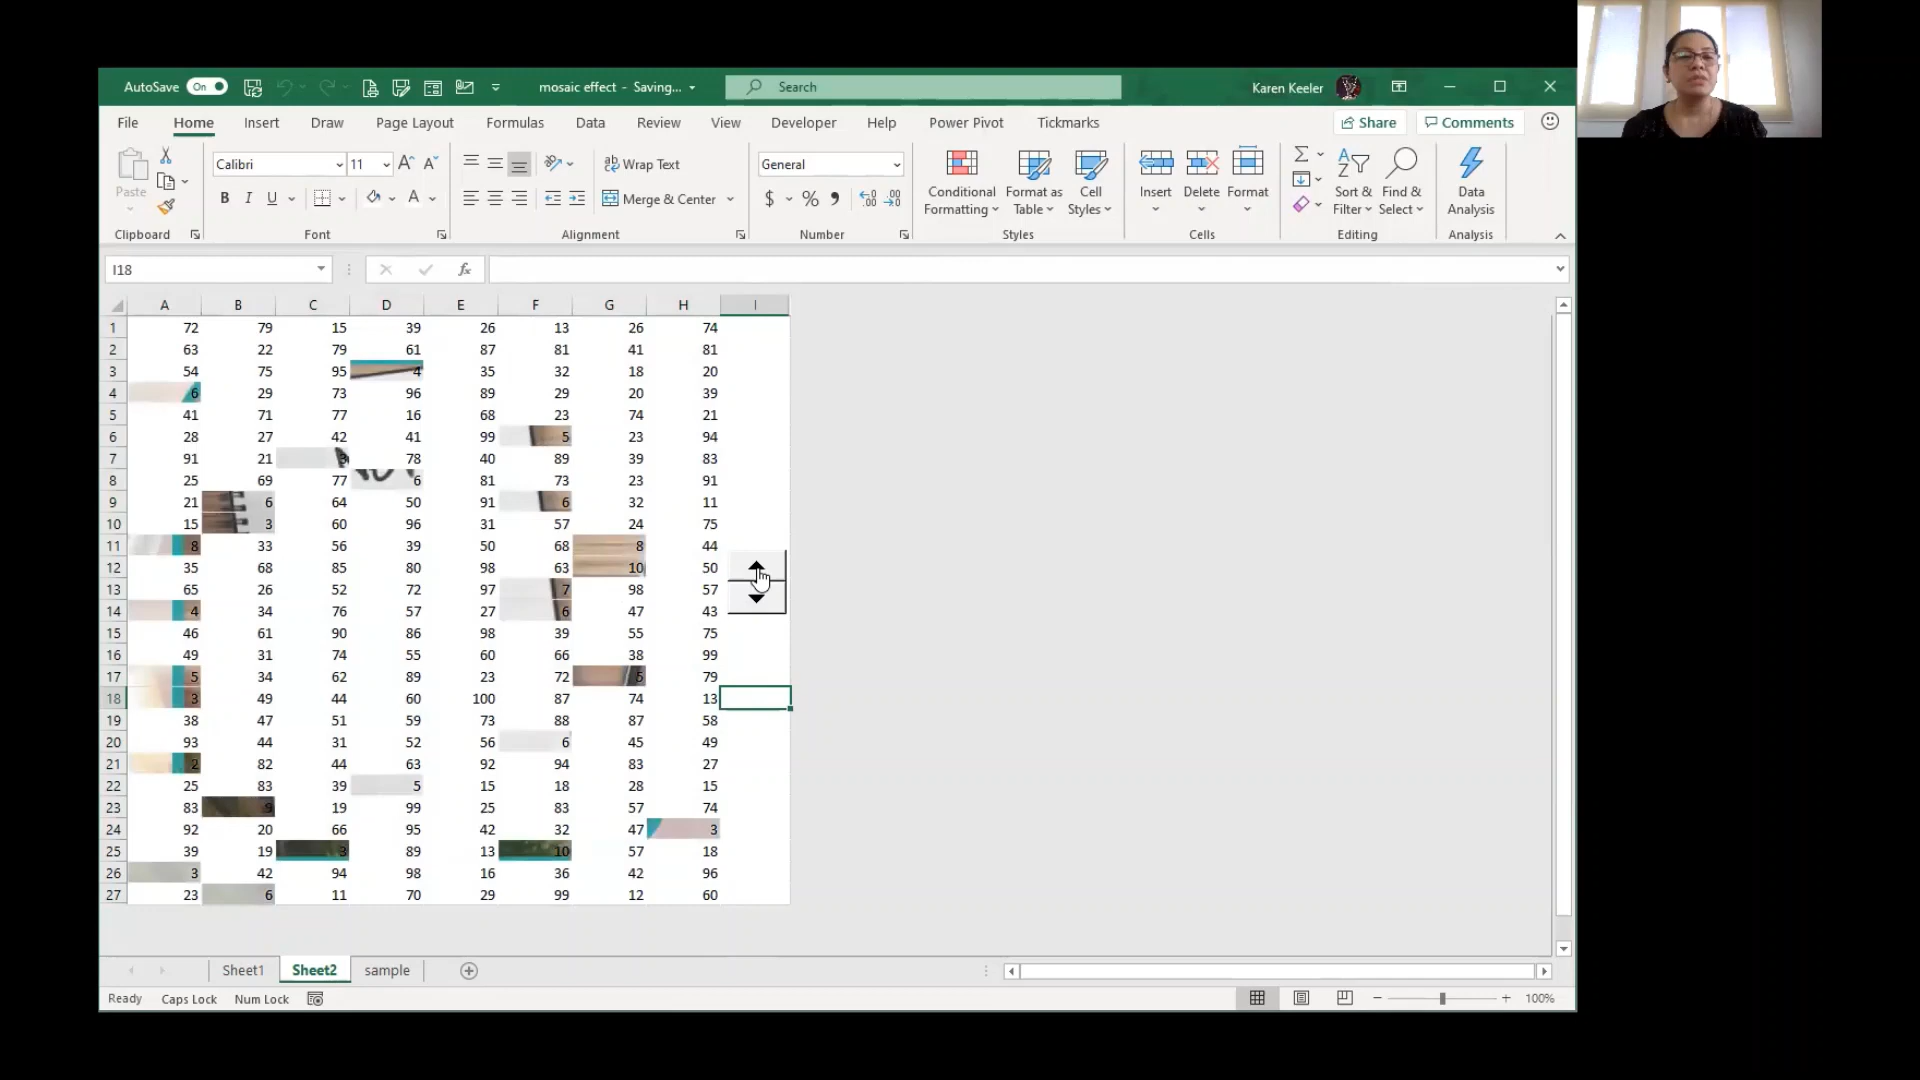 AutoSave On mosaic effect - Saving... Search Karen Keeler
File Home Insert Draw Page Layout Formulas Data Review View Developer Help Power Pivot Tickmarks Share Comments
Paste Calibri 11 A A Wrap Text General Conditional Format as Cell Insert Delete Format Sort & Find & Data
B I U A Merge & Center $ % , Formatting Table Styles Filter Select Analysis
Clipboard Font Alignment Number Styles Cells Editing Analysis
I18 fx
A B C D E F G H I
1 72 79 15 39 26 13 26 74
2 63 22 79 61 87 81 41 81
3 54 75 95 4 35 32 18 20
4 6 29 73 96 89 29 20 39
5 41 71 77 16 68 23 74 21
6 28 27 42 41 99 5 23 94
7 91 21 3 78 40 89 39 83
8 25 69 77 6 81 73 23 91
9 21 6 64 50 91 6 32 11
10 15 3 60 96 31 57 24 75
11 8 33 56 39 50 68 8 44
12 35 68 85 80 98 63 10 50
13 65 26 52 72 97 7 98 57
14 4 34 76 57 27 6 47 43
15 46 61 90 86 98 39 55 75
16 49 31 74 55 60 66 38 99
17 5 34 62 89 23 72 5 79
18 3 49 44 60 100 87 74 13
19 38 47 51 59 73 88 87 58
20 93 44 31 52 56 6 45 49
21 2 82 44 63 92 94 83 27
22 25 83 39 5 15 18 28 15
23 83 9 19 99 25 83 57 74
24 92 20 66 95 42 32 47 3
25 39 19 3 89 13 10 57 18
26 3 42 94 98 16 36 42 96
27 23 6 11 70 29 99 12 60
Sheet1 Sheet2 sample
Ready Caps Lock Num Lock 100%